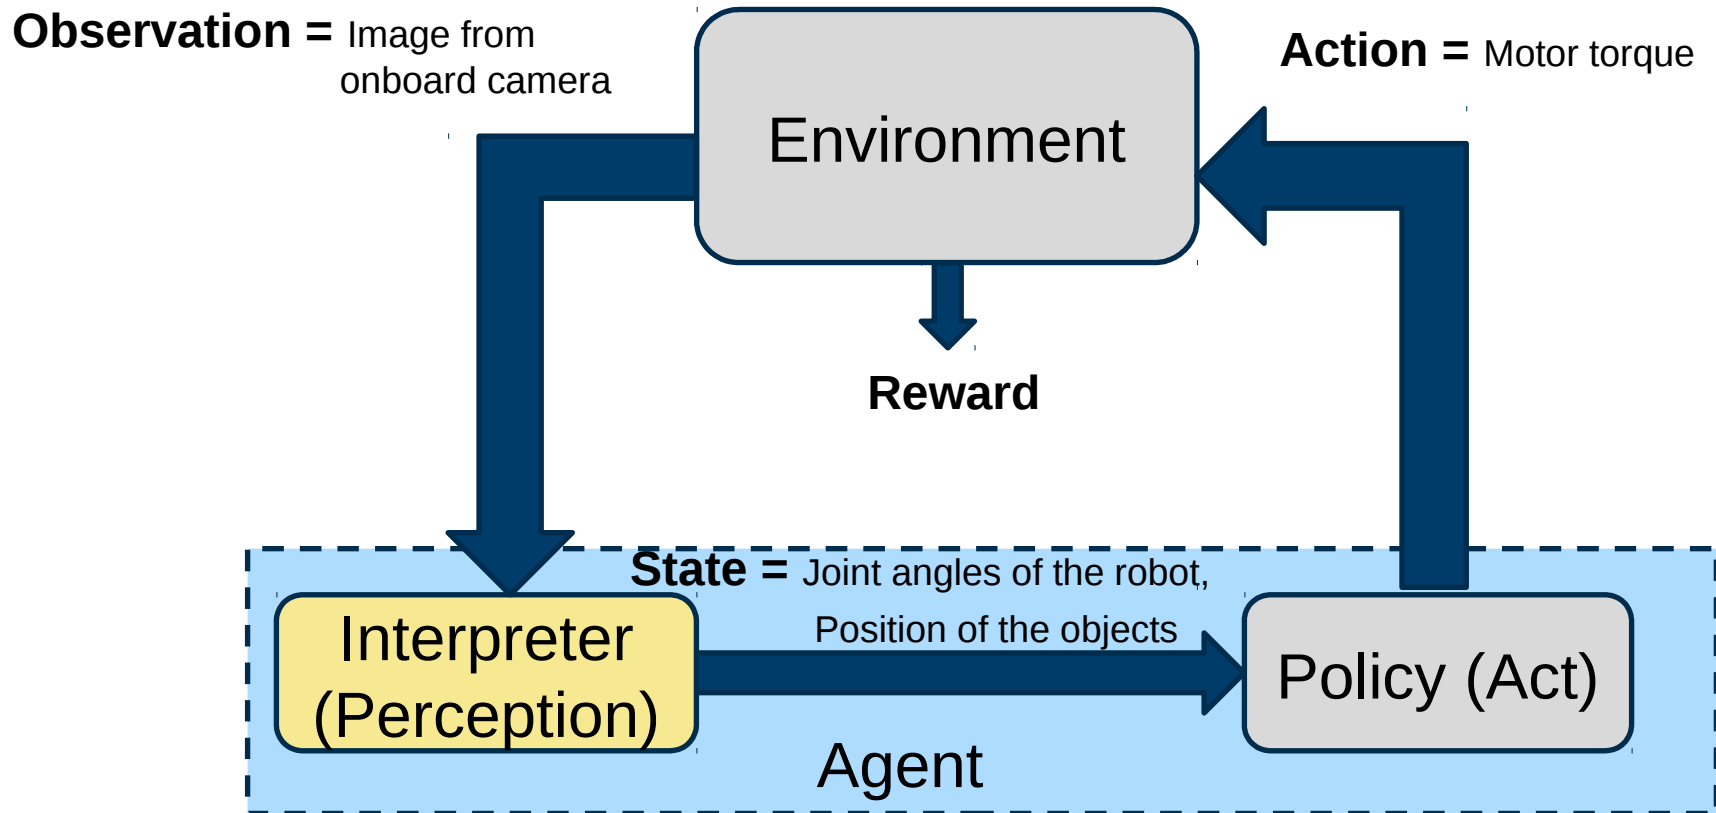 Observation = Image from
onboard camera
Action = Motor torque
Environment
Reward
State = Joint angles of the robot,
Position of the objects
Interpreter
(Perception)
Policy (Act)
Agent